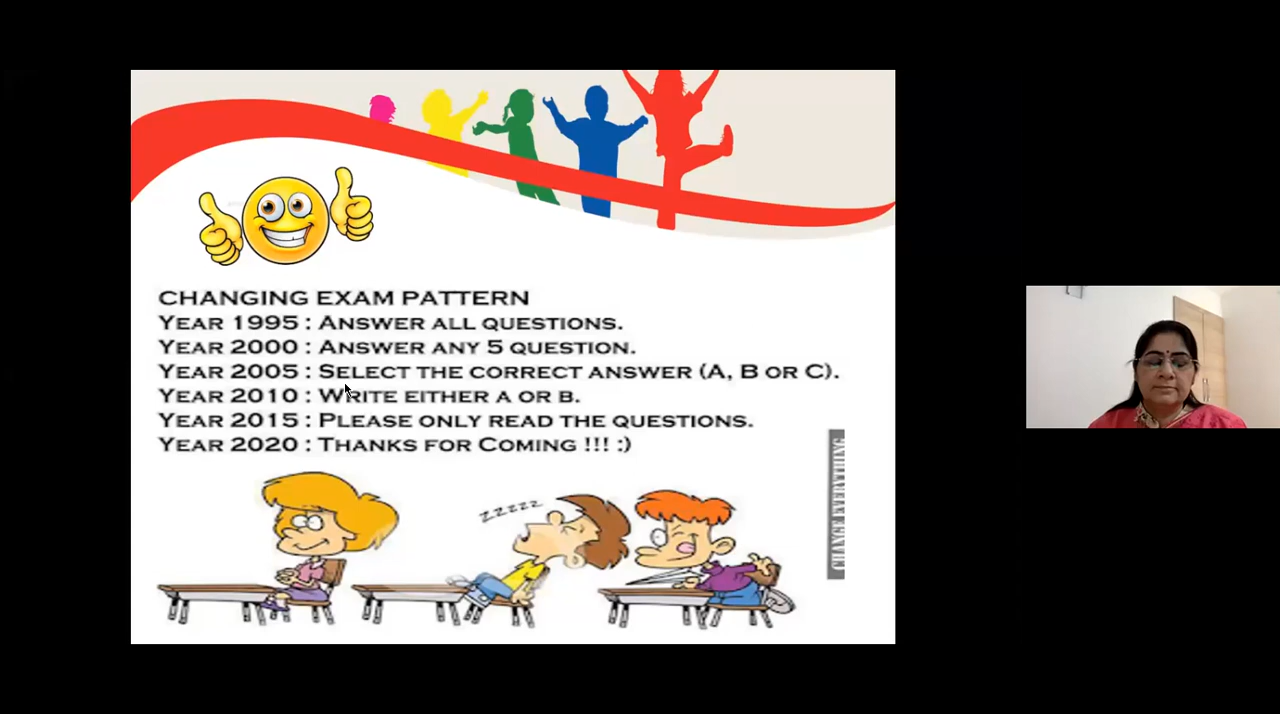 CHANGING EXAM PATTERN
YEAR 1995 : ANSWER ALL QUESTIONS.
YEAR 2000 : ANSWER ANY 5 QUESTION.
YEAR 2005 : SELECT THE CORRECT ANSWER (A, B OR C).
YEAR 2010 : WRITE EITHER A OR B.
YEAR 2015 : PLEASE ONLY READ THE QUESTIONS.
YEAR 2020 : THANKS FOR COMING !!! :)
CHANGE EVERYTHING
ZZZZZ